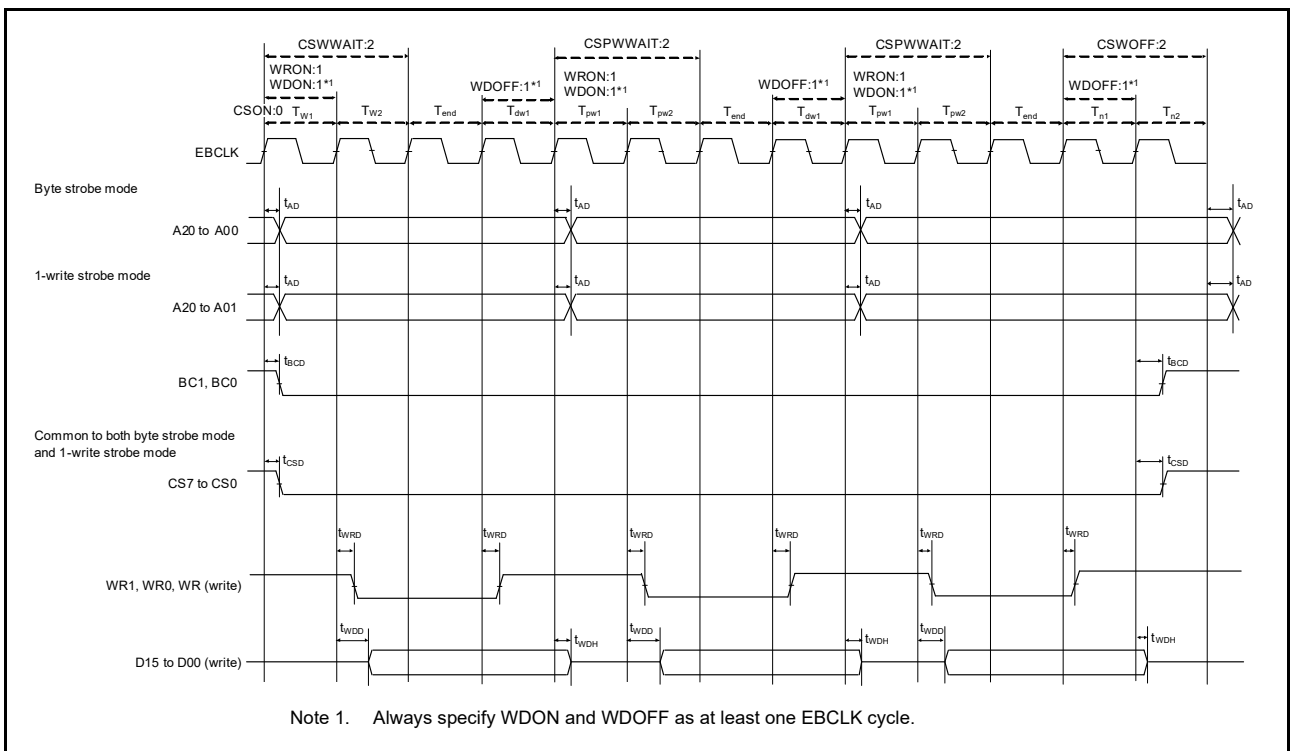 CSWWAIT:2 CSPWWAIT:2 CSPWWAIT:2 CSWOFF:2
WRON:1 WRON:1 WRON:1
WDON:1*1 WDOFF:1*1 WDON:1*1 WDOFF:1*1 WDON:1*1 WDOFF:1*1
CSON:0 TW1 TW2 Tend Tdw1 Tpw1 Tpw2 Tend Tdw1 Tpw1 Tpw2 Tend Tn1 Tn2
EBCLK
Byte strobe mode
tAD tAD tAD tAD
A20 to A00
1-write strobe mode
tAD tAD tAD tAD
A20 to A01
tBCD tBCD
BC1, BC0
Common to both byte strobe mode
and 1-write strobe mode
tCSD tCSD
CS7 to CS0
tWRD tWRD tWRD tWRD tWRD tWRD
WR1, WR0, WR (write)
tWDD tWDH tWDD tWDH tWDD tWDH
D15 to D00 (write)
Note 1. Always specify WDON and WDOFF as at least one EBCLK cycle.